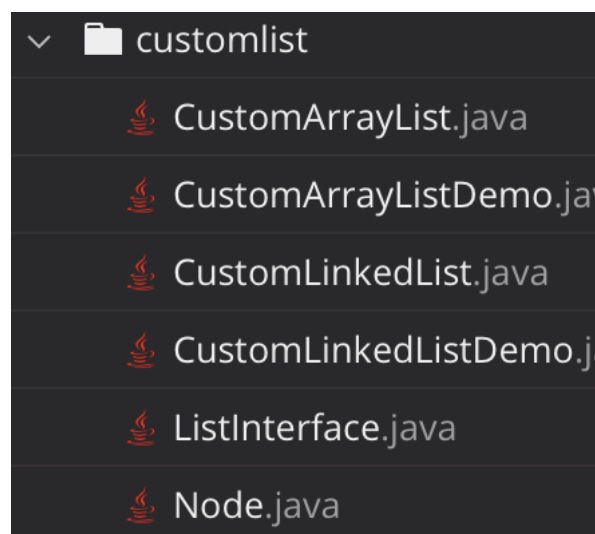 customlist
CustomArrayList.java
CustomArrayListDemo.ja
CustomLinkedList.java
CustomLinkedListDemo.j
ListInterface.java
Node.java